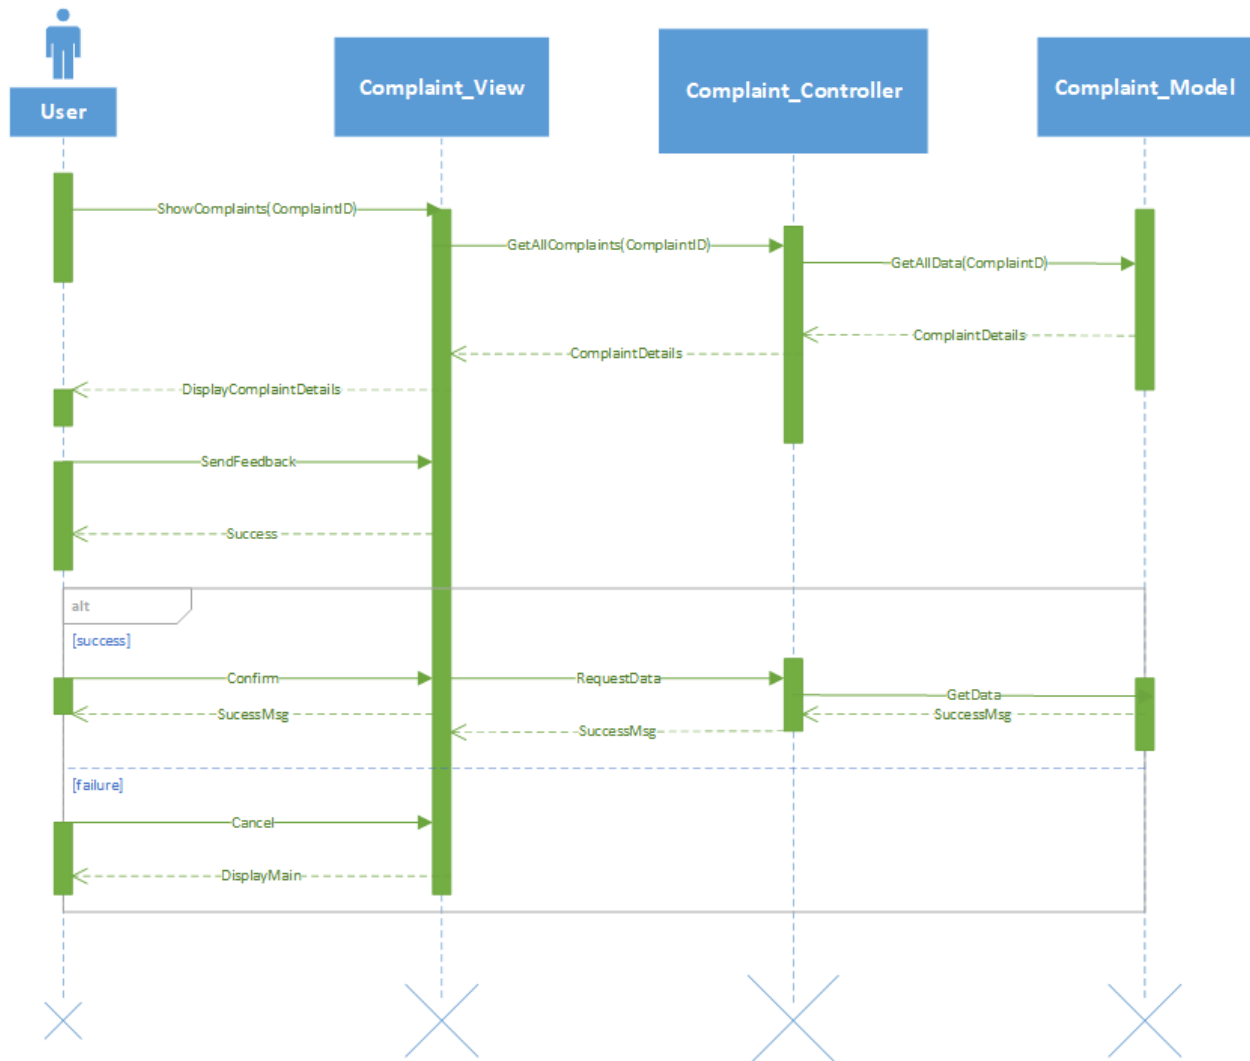 User
Complaint_View
Complaint_Controller
Complaint_Model
ShowComplaints(ComplaintID)
GetAllComplaints(ComplaintID)
GetAllData(ComplaintD)
ComplaintDetails
ComplaintDetails
DisplayComplaintDetails
SendFeedback
Success
alt
[success]
Confirm
RequestData
GetData
SucessMsg
SuccessMsg
SuccessMsg
[failure]
Cancel
DisplayMain